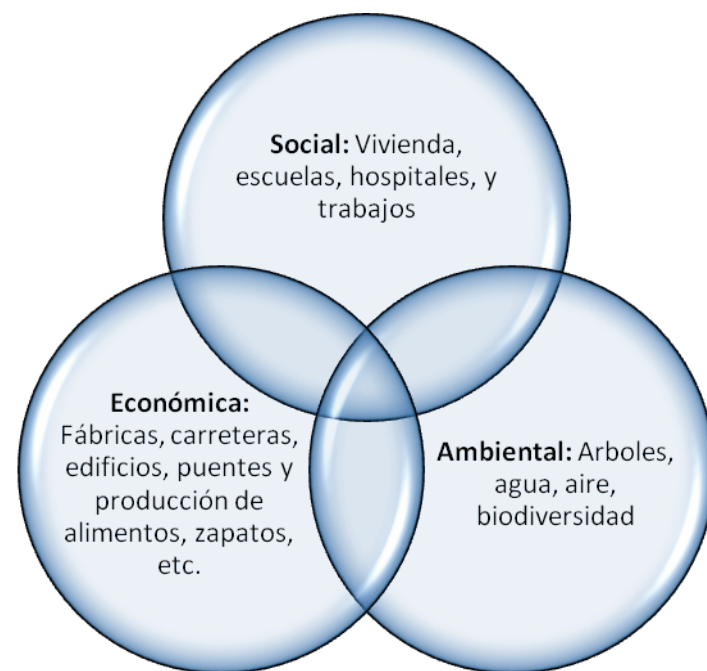 Social: Vivienda,
escuelas, hospitales, y
trabajos
Económica:
Fábricas, carreteras,
edificios, puentes y
producción de
alimentos, zapatos,
etc.
Ambiental: Arboles,
agua, aire,
biodiversidad